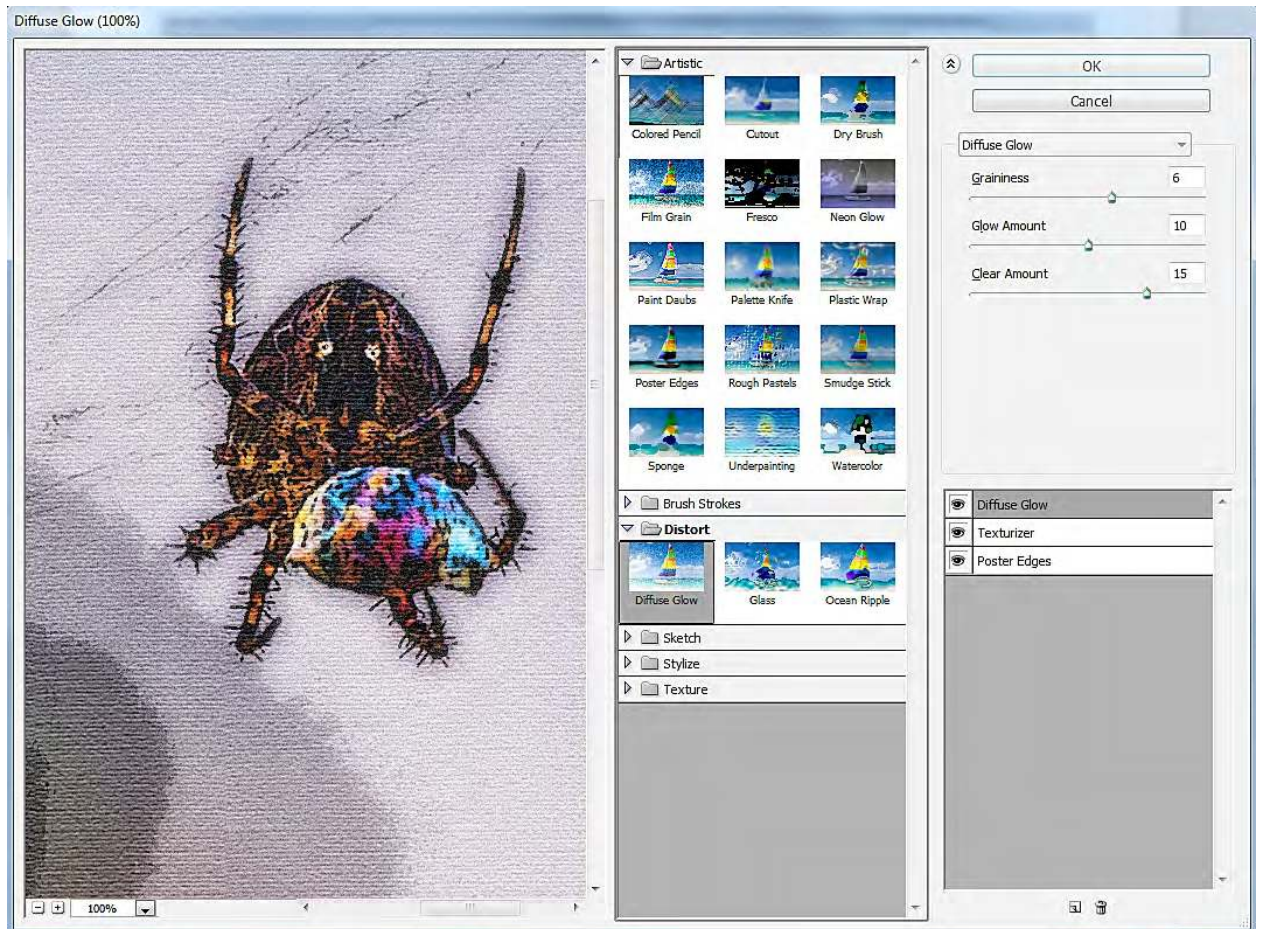 Diffuse Glow (100%)
Artistic
Colored Pencil
Cutout
Dry Brush
Film Grain
Fresco
Neon Glow
Paint Daubs
Palette Knife
Plastic Wrap
Poster Edges
Rough Pastels
Smudge Stick
Sponge
Underpainting
Watercolor
Brush Strokes
Distort
Diffuse Glow
Glass
Ocean Ripple
Sketch
Stylize
Texture
OK
Cancel
Diffuse Glow
Graininess 6
Glow Amount 10
Clear Amount 15
Diffuse Glow
Texturizer
Poster Edges
100%